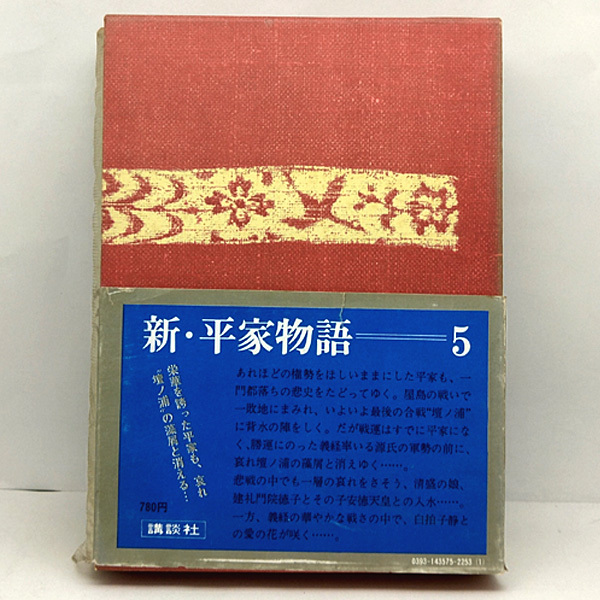 新・平家物語──5
栄華を誇った平家も、哀れ
"壇ノ浦"の藻屑と消える…
あれほどの権勢をほしいままにした平家も、一
門都落ちの悲史をたどってゆく。屋島の戦いで
一敗地にまみれ、いよいよ最後の合戦"壇ノ浦"
に背水の陣をしく。だが戦運はすでに平家にな
く、勝運にのった義経率いる源氏の軍勢の前に、
哀れ壇ノ浦の藻屑と消えゆく……。
悲戦の中でも一層の哀れをさそう、清盛の娘、
建礼門院徳子とその子安徳天皇との入水……。
一方、義経の華やかな戦さの中で、白拍子静と
の愛の花が咲く……。
780円
講談社
0393-143575-2253 (1)